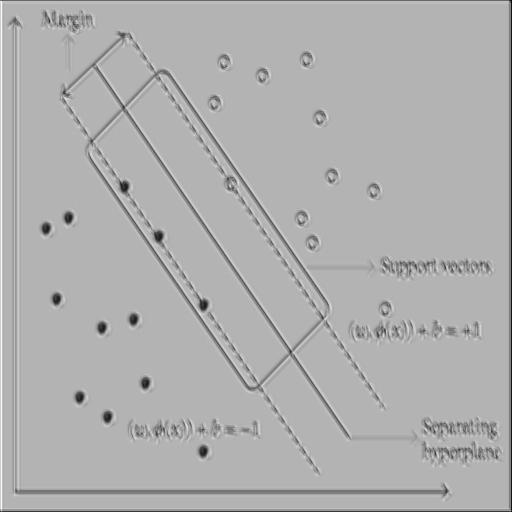 Margin
Support vectors
(w, ϕ(x)) + b = +1
(w, ϕ(x)) + b = −1
Separating
hyperplane